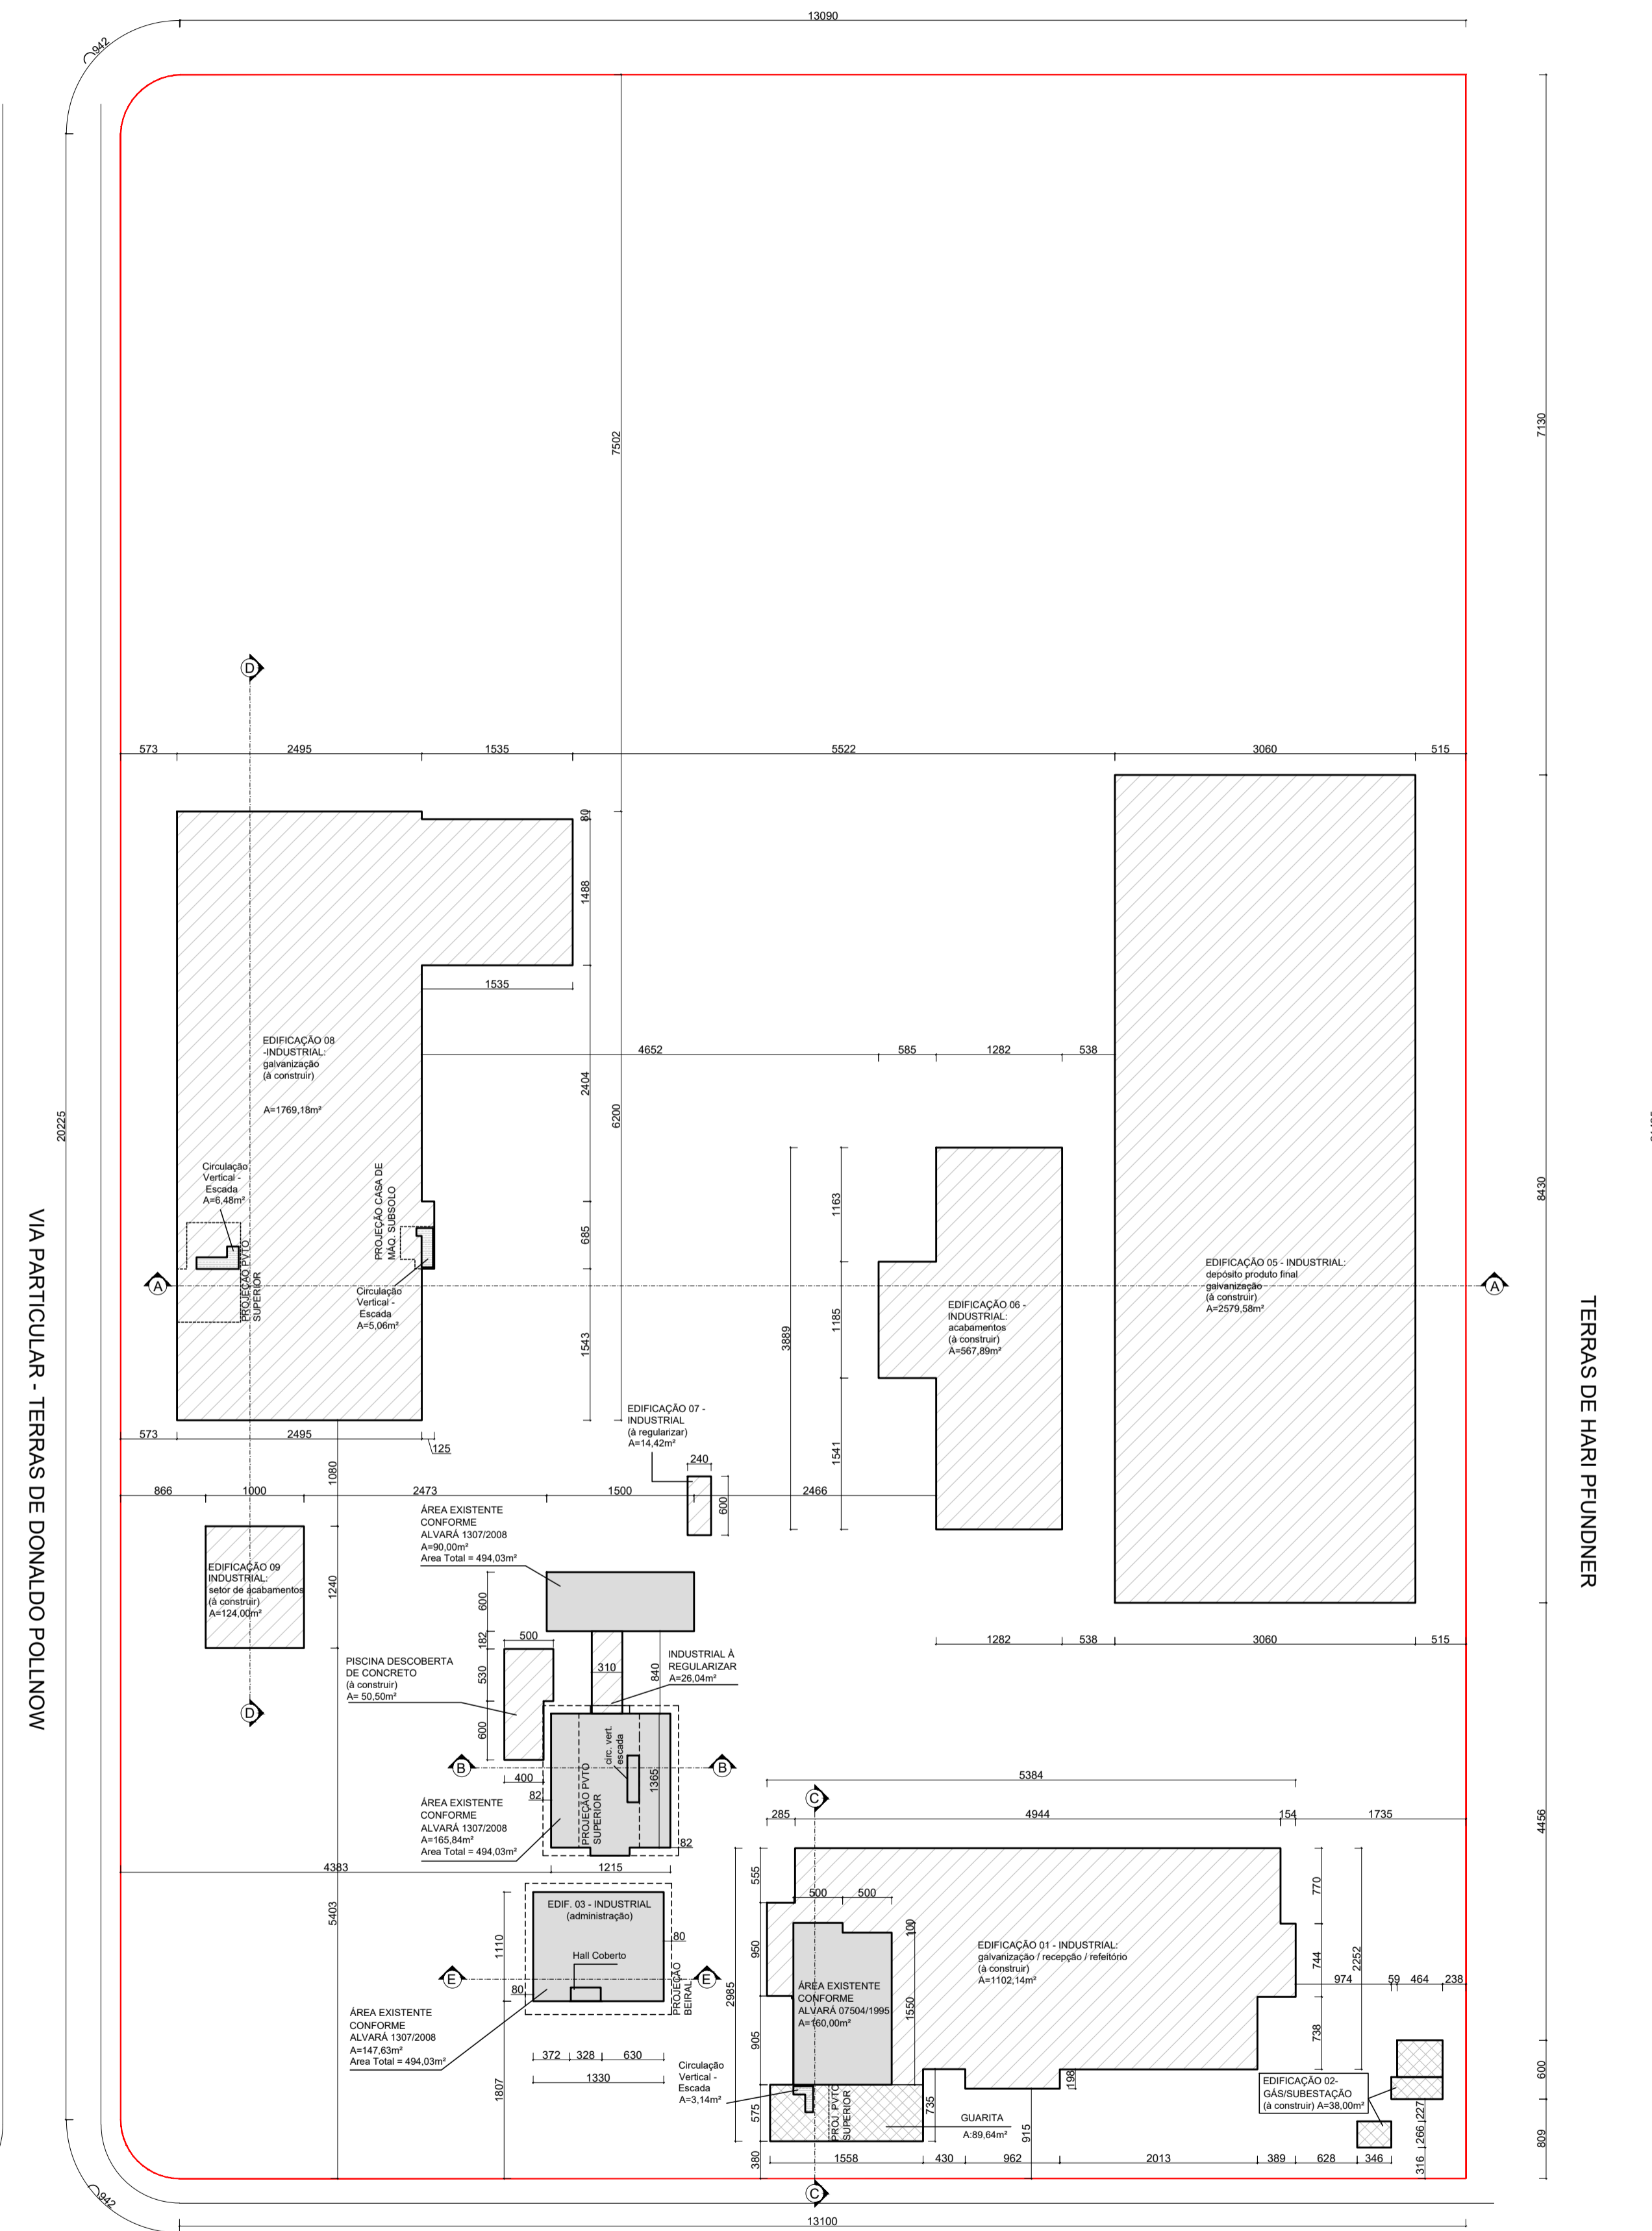 13090
942
7502
7130
D
573
2495
1535
5522
3060
515
80
1488
1535
EDIFICAÇÃO 08
-INDUSTRIAL:
galvanização
(à construir)
A=1769,18m²
4652
585
1282
538
2404
6200
20225
8430
Circulação
Vertical -
Escada
A=6,48m²
PROJEÇÃO PVTO
SUPERIOR
PROJEÇÃO CASA DE
MÁQ. SUBSOLO
Circulação
Vertical -
Escada
A=5,06m²
685
1543
A
A
3889
1163
1185
1541
EDIFICAÇÃO 06 -
INDUSTRIAL:
acabamentos
(à construir)
A=567,89m²
EDIFICAÇÃO 05 - INDUSTRIAL:
depósito produto final
galvanização
(à construir)
A=2579,58m²
VIA PARTICULAR - TERRAS DE DONALDO POLLNOW
TERRAS DE HARI PFUNDNER
573
2495
125
1080
EDIFICAÇÃO 07 -
INDUSTRIAL
(à regularizar)
A=14,42m²
240
600
866
1000
2473
1500
2466
ÁREA EXISTENTE
CONFORME
ALVARÁ 1307/2008
A=90,00m²
Area Total = 494,03m²
EDIFICAÇÃO 09
INDUSTRIAL:
setor de acabamentos
(à construir)
A=124,00m²
1240
600
182
530
600
500
310
840
INDUSTRIAL À
REGULARIZAR
A=26,04m²
1282
538
3060
515
PISCINA DESCOBERTA
DE CONCRETO
(à construir)
A= 50,50m²
D
B
B
circ. vert.
escada
PROJEÇÃO PVTO
SUPERIOR
1365
400
82
82
ÁREA EXISTENTE
CONFORME
ALVARÁ 1307/2008
A=165,84m²
Area Total = 494,03m²
4383
1215
5403
5384
C
285
4944
154
1735
4456
555
950
905
575
380
2985
500
500
100
1550
770
744
738
2252
EDIF. 03 - INDUSTRIAL
(administração)
Hall Coberto
1110
80
80
PROJEÇÃO
BEIRAL
E
E
EDIFICAÇÃO 01 - INDUSTRIAL:
galvanização / recepção / refeitório
(à construir)
A=1102,14m²
ÁREA EXISTENTE
CONFORME
ALVARÁ 07504/1995
A=160,00m²
974
59
464
238
ÁREA EXISTENTE
CONFORME
ALVARÁ 1307/2008
A=147,63m²
Area Total = 494,03m²
372
328
630
1330
1807
Circulação
Vertical -
Escada
A=3,14m²
PROJ. PVTO
SUPERIOR
735
GUARITA
A:89,64m²
198
915
EDIFICAÇÃO 02-
GÁS/SUBESTAÇÃO
(à construir) A=38,00m²
600
809
227
266
316
1558
430
962
2013
389
628
346
C
942
13100